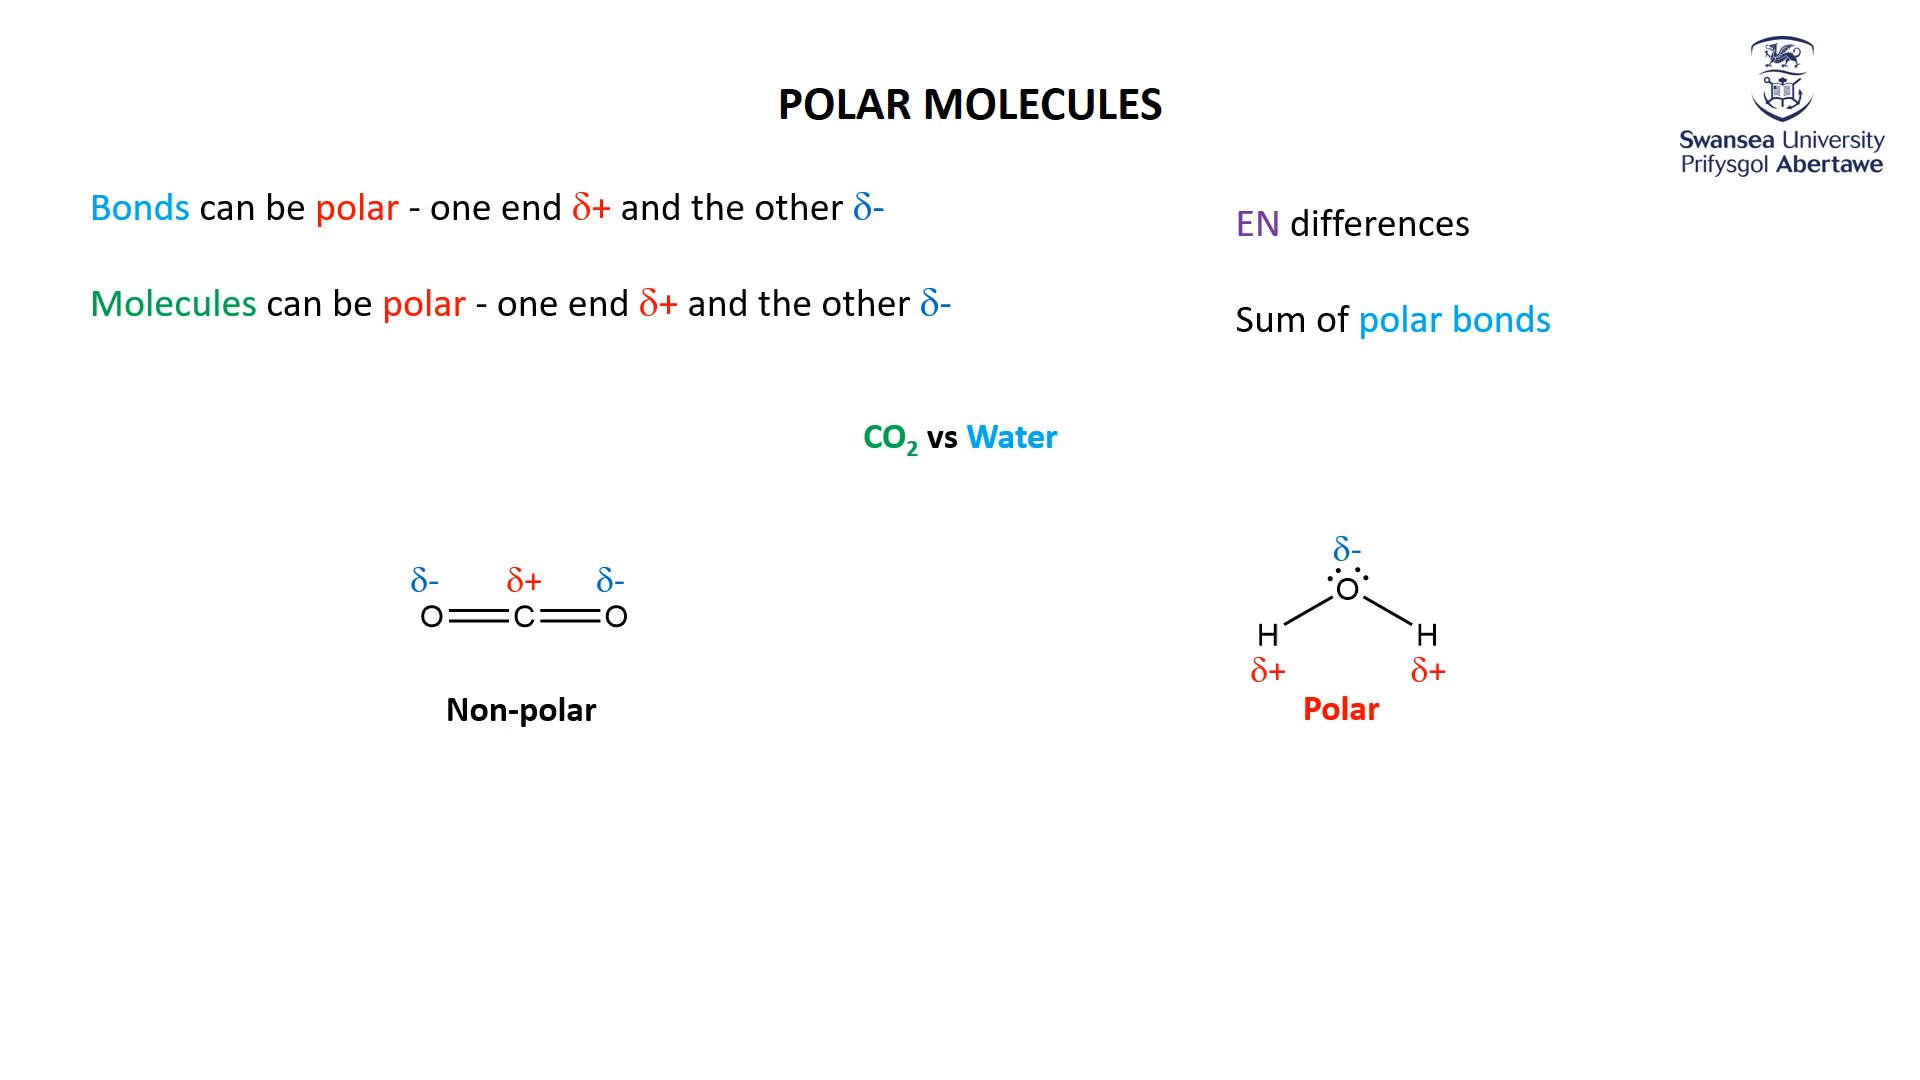 POLAR MOLECULES
Swansea University
Prifysgol Abertawe
Bonds can be polar - one end δ+ and the other δ-
EN differences
Molecules can be polar - one end δ+ and the other δ-
Sum of polar bonds
CO₂ vs Water
δ- δ+ δ-
O C O
Non-polar
δ-
O
H H
δ+ δ+
Polar